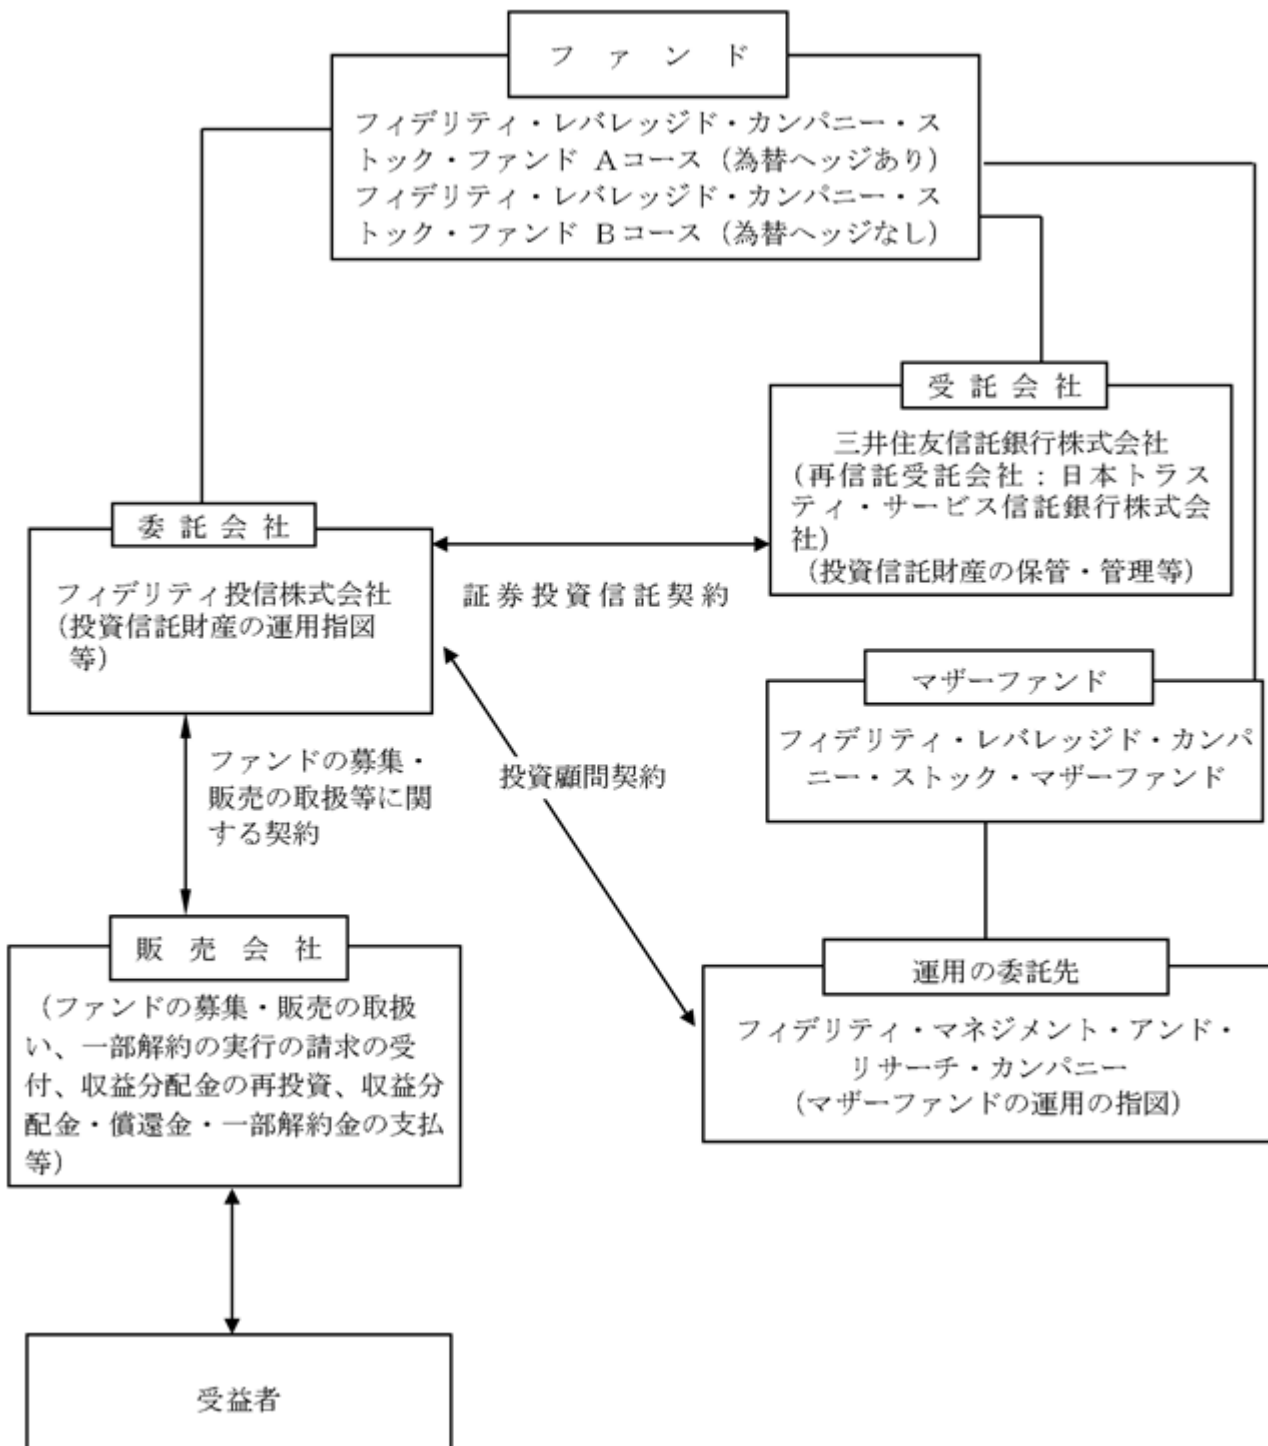 ファンド
フィデリティ・レバレッジド・カンパニー・ス
トック・ファンド Aコース（為替ヘッジあり）
フィデリティ・レバレッジド・カンパニー・ス
トック・ファンド Bコース（為替ヘッジなし）
受託会社
三井住友信託銀行株式会社
（再信託受託会社：日本トラス
ティ・サービス信託銀行株式会
社）
（投資信託財産の保管・管理等）
委託会社
フィデリティ投信株式会社
（投資信託財産の運用指図
等）
証券投資信託契約
マザーファンド
フィデリティ・レバレッジド・カンパ
ニー・ストック・マザーファンド
ファンドの募集・
販売の取扱等に関
する契約
投資顧問契約
販売会社
（ファンドの募集・販売の取扱
い、一部解約の実行の請求の受
付、収益分配金の再投資、収益分
配金・償還金・一部解約金の支払
等）
運用の委託先
フィデリティ・マネジメント・アンド・
リサーチ・カンパニー
（マザーファンドの運用の指図）
受益者